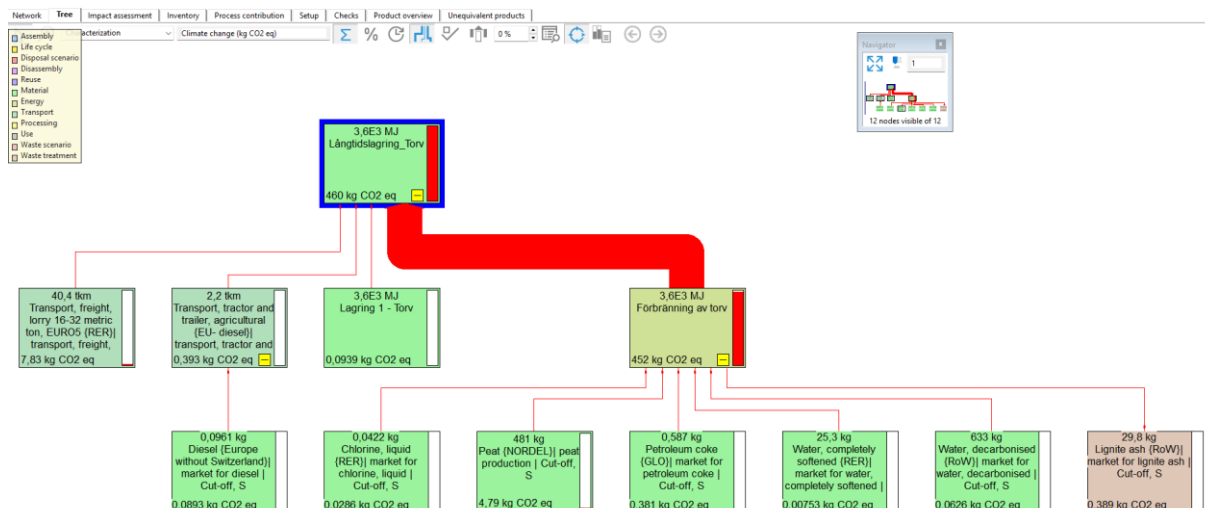 Network Tree Impact assessment Inventory Process contribution Setup Checks Product overview Unequivalent products
Characterization Climate change (kg CO2 eq) Σ % 0 %
Assembly
Life cycle
Disposal scenario
Disassembly
Reuse
Material
Energy
Transport
Processing
Use
Waste scenario
Waste treatment
Navigator
1
12 nodes visible of 12
3,6E3 MJ
Långtidslagring_Torv
460 kg CO2 eq
40,4 tkm
Transport, freight,
lorry 16-32 metric
ton, EURO5 {RER}|
transport, freight,
7,83 kg CO2 eq
2,2 tkm
Transport, tractor and
trailer, agricultural
{EU- diesel}|
transport, tractor and
0,393 kg CO2 eq
3,6E3 MJ
Lagring 1 - Torv
0,0939 kg CO2 eq
3,6E3 MJ
Förbränning av torv
452 kg CO2 eq
0,0961 kg
Diesel {Europe
without Switzerland}|
market for diesel |
Cut-off, S
0,0893 kg CO2 eq
0,0422 kg
Chlorine, liquid
{RER}| market for
chlorine, liquid |
Cut-off, S
0,0286 kg CO2 eq
481 kg
Peat {NORDEL}| peat
production | Cut-off,
S
4,79 kg CO2 eq
0,587 kg
Petroleum coke
{GLO}| market for
petroleum coke |
Cut-off, S
0,381 kg CO2 eq
25,3 kg
Water, completely
softened {RER}|
market for water,
completely softened |
0,00753 kg CO2 eq
633 kg
Water, decarbonised
{RoW}| market for
water, decarbonised |
Cut-off, S
0,0626 kg CO2 eq
29,8 kg
Lignite ash {RoW}|
market for lignite ash |
Cut-off, S
0,389 kg CO2 eq